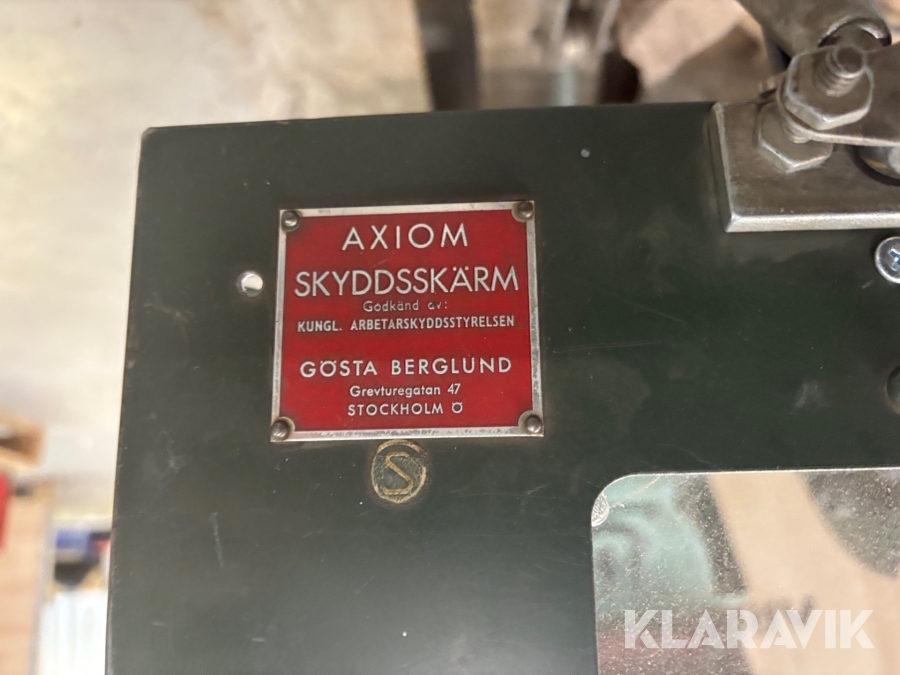 AXIOM
SKYDDSSKÄRM
Godkänd av:
KUNGL. ARBETARSKYDDSSTYRELSEN
GÖSTA BERGLUND
Grevturegatan 47
STOCKHOLM Ö
S
KLARAVIK